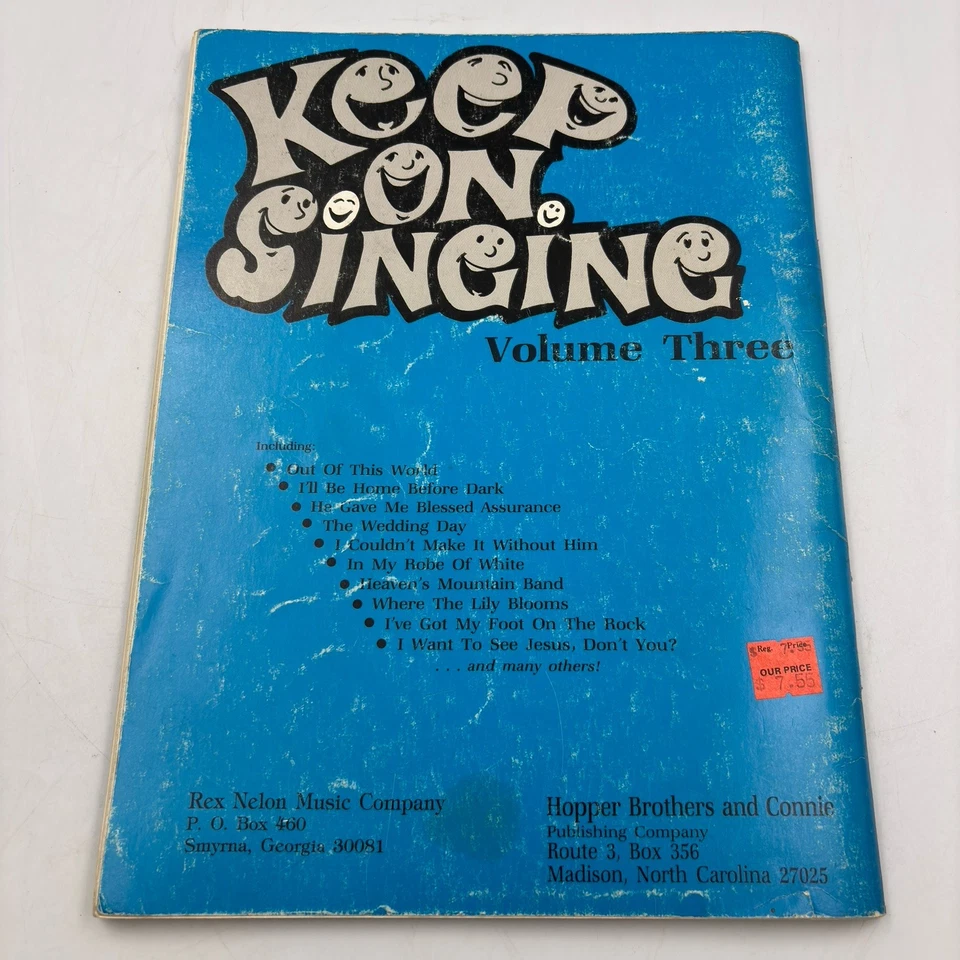 Keep
ON
SiNGiNG
Volume Three
Including:
• Out Of This World
• I'll Be Home Before Dark
• He Gave Me Blessed Assurance
• The Wedding Day
• I Couldn't Make It Without Him
• In My Robe Of White
• Heaven's Mountain Band
• Where The Lily Blooms
• I've Got My Foot On The Rock
• I Want To See Jesus, Don't You?
. . . and many others!
$ Reg. Price
OUR PRICE
$ 7.55
Rex Nelon Music Company
P. O. Box 460
Smyrna, Georgia 30081
Hopper Brothers and Connie
Publishing Company
Route 3, Box 356
Madison, North Carolina 27025